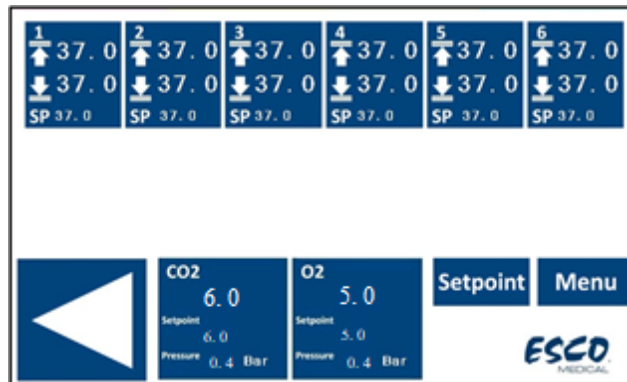 1 2 3 4 5 6
37.0 37.0 37.0 37.0 37.0 37.0
37.0 37.0 37.0 37.0 37.0 37.0
SP 37.0 SP 37.0 SP 37.0 SP 37.0 SP 37.0 SP 37.0
CO2
6.0
Setpoint
6.0
Pressure 0.4 Bar
O2
5.0
Setpoint
5.0
Pressure 0.4 Bar
Setpoint
Menu
ESCO
MEDICAL